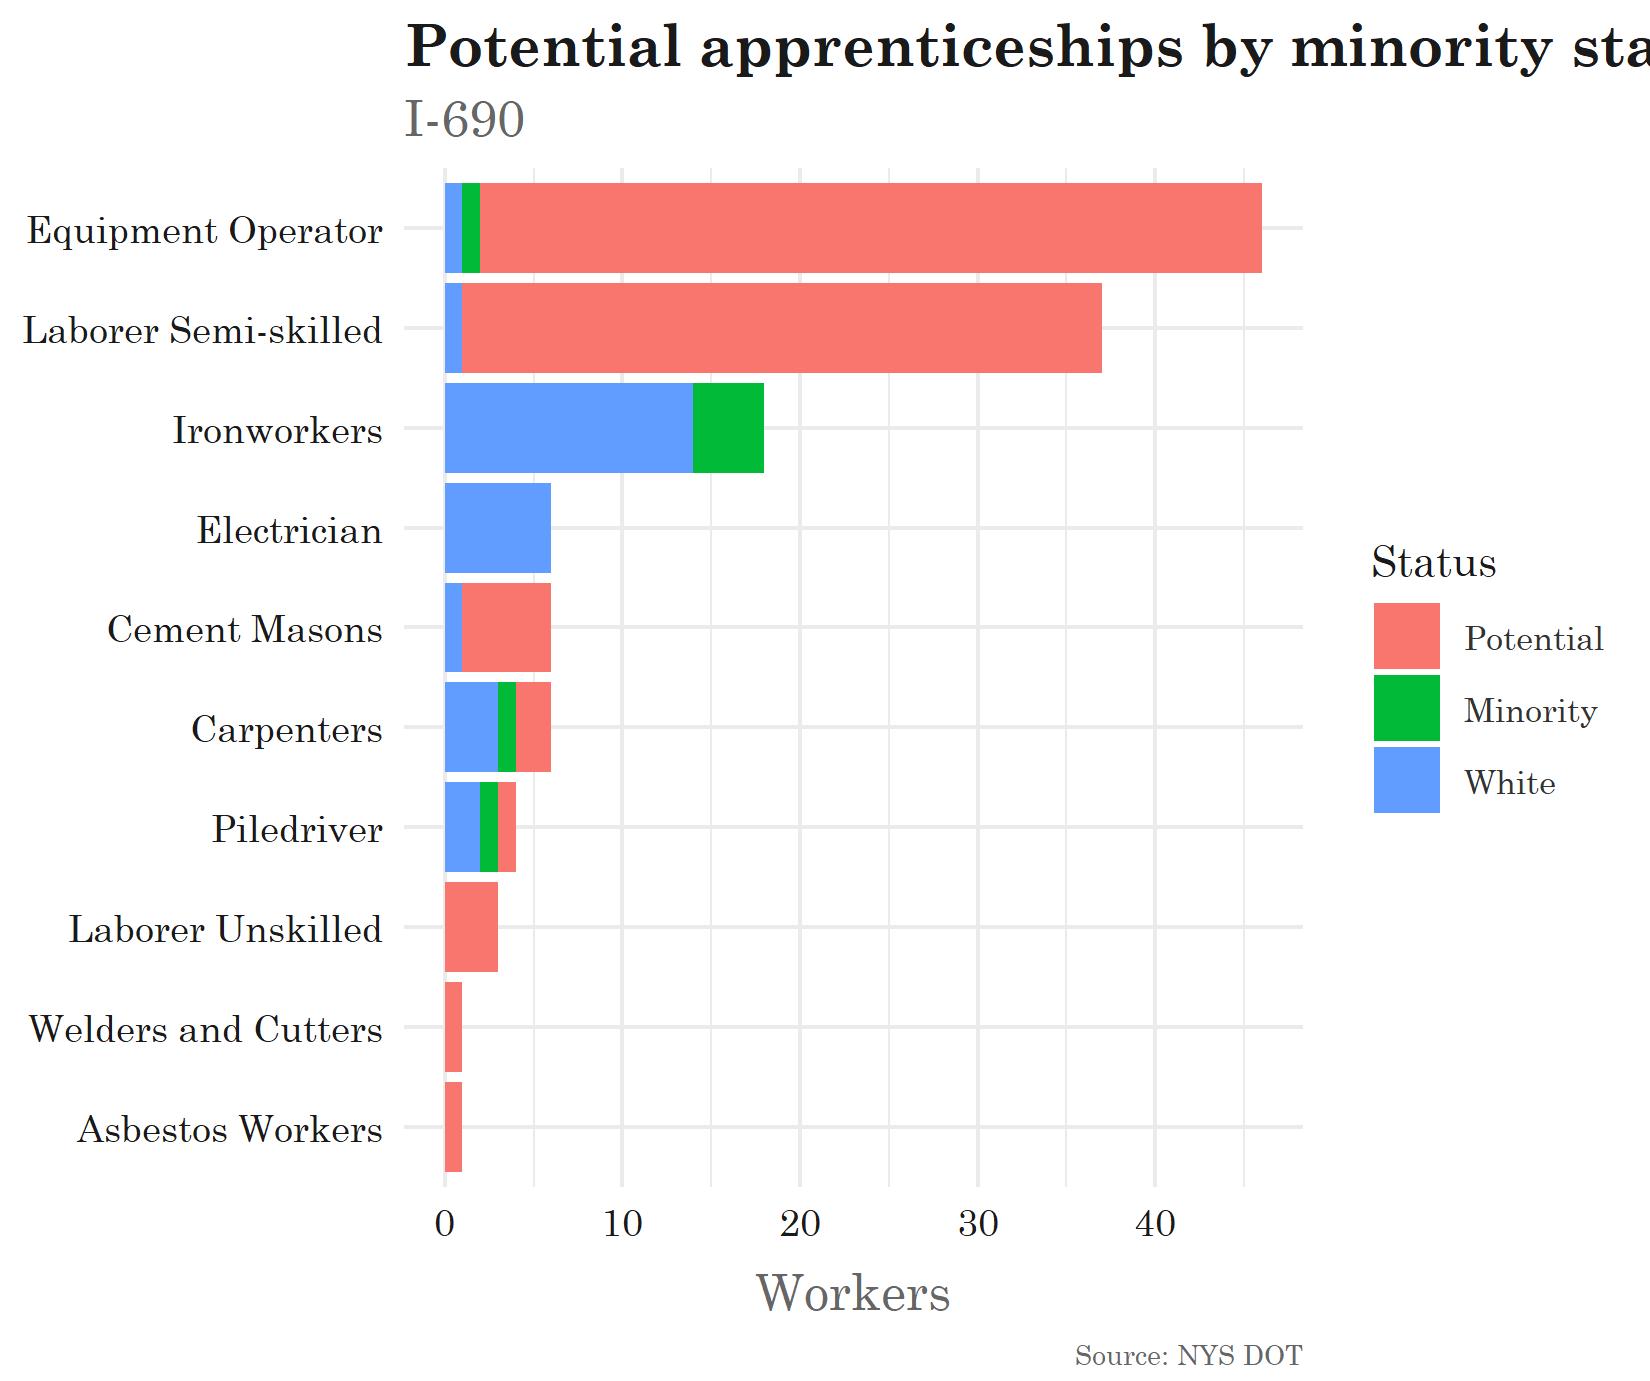 Potential apprenticeships by minority sta
I-690
Equipment Operator
Laborer Semi-skilled
Ironworkers
Electrician
Cement Masons
Carpenters
Piledriver
Laborer Unskilled
Welders and Cutters
Asbestos Workers
0 10 20 30 40
Workers
Status
Potential
Minority
White
Source: NYS DOT